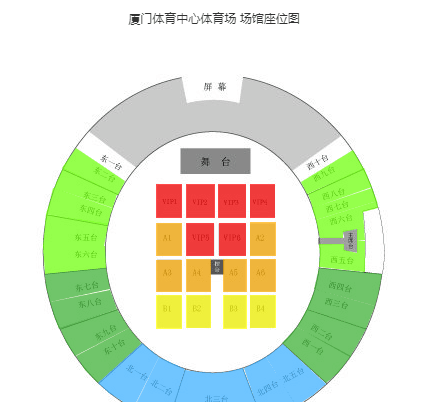 厦门体育中心体育场 场馆座位图
屏幕
舞 台
东一台
东二台
东三台
东四台
东五台
东六台
东七台
东八台
东九台
东十台
西十台
西九台
西八台
西七台
西六台
主席台
西五台
西四台
西三台
西二台
西一台
VIP1 VIP2 VIP3 VIP4
A1 VIP5 VIP6 A2
控台
A3 A4 A5 A6
B1 B2 B3 B4
北一台
北二台
北三台
北四台
北五台